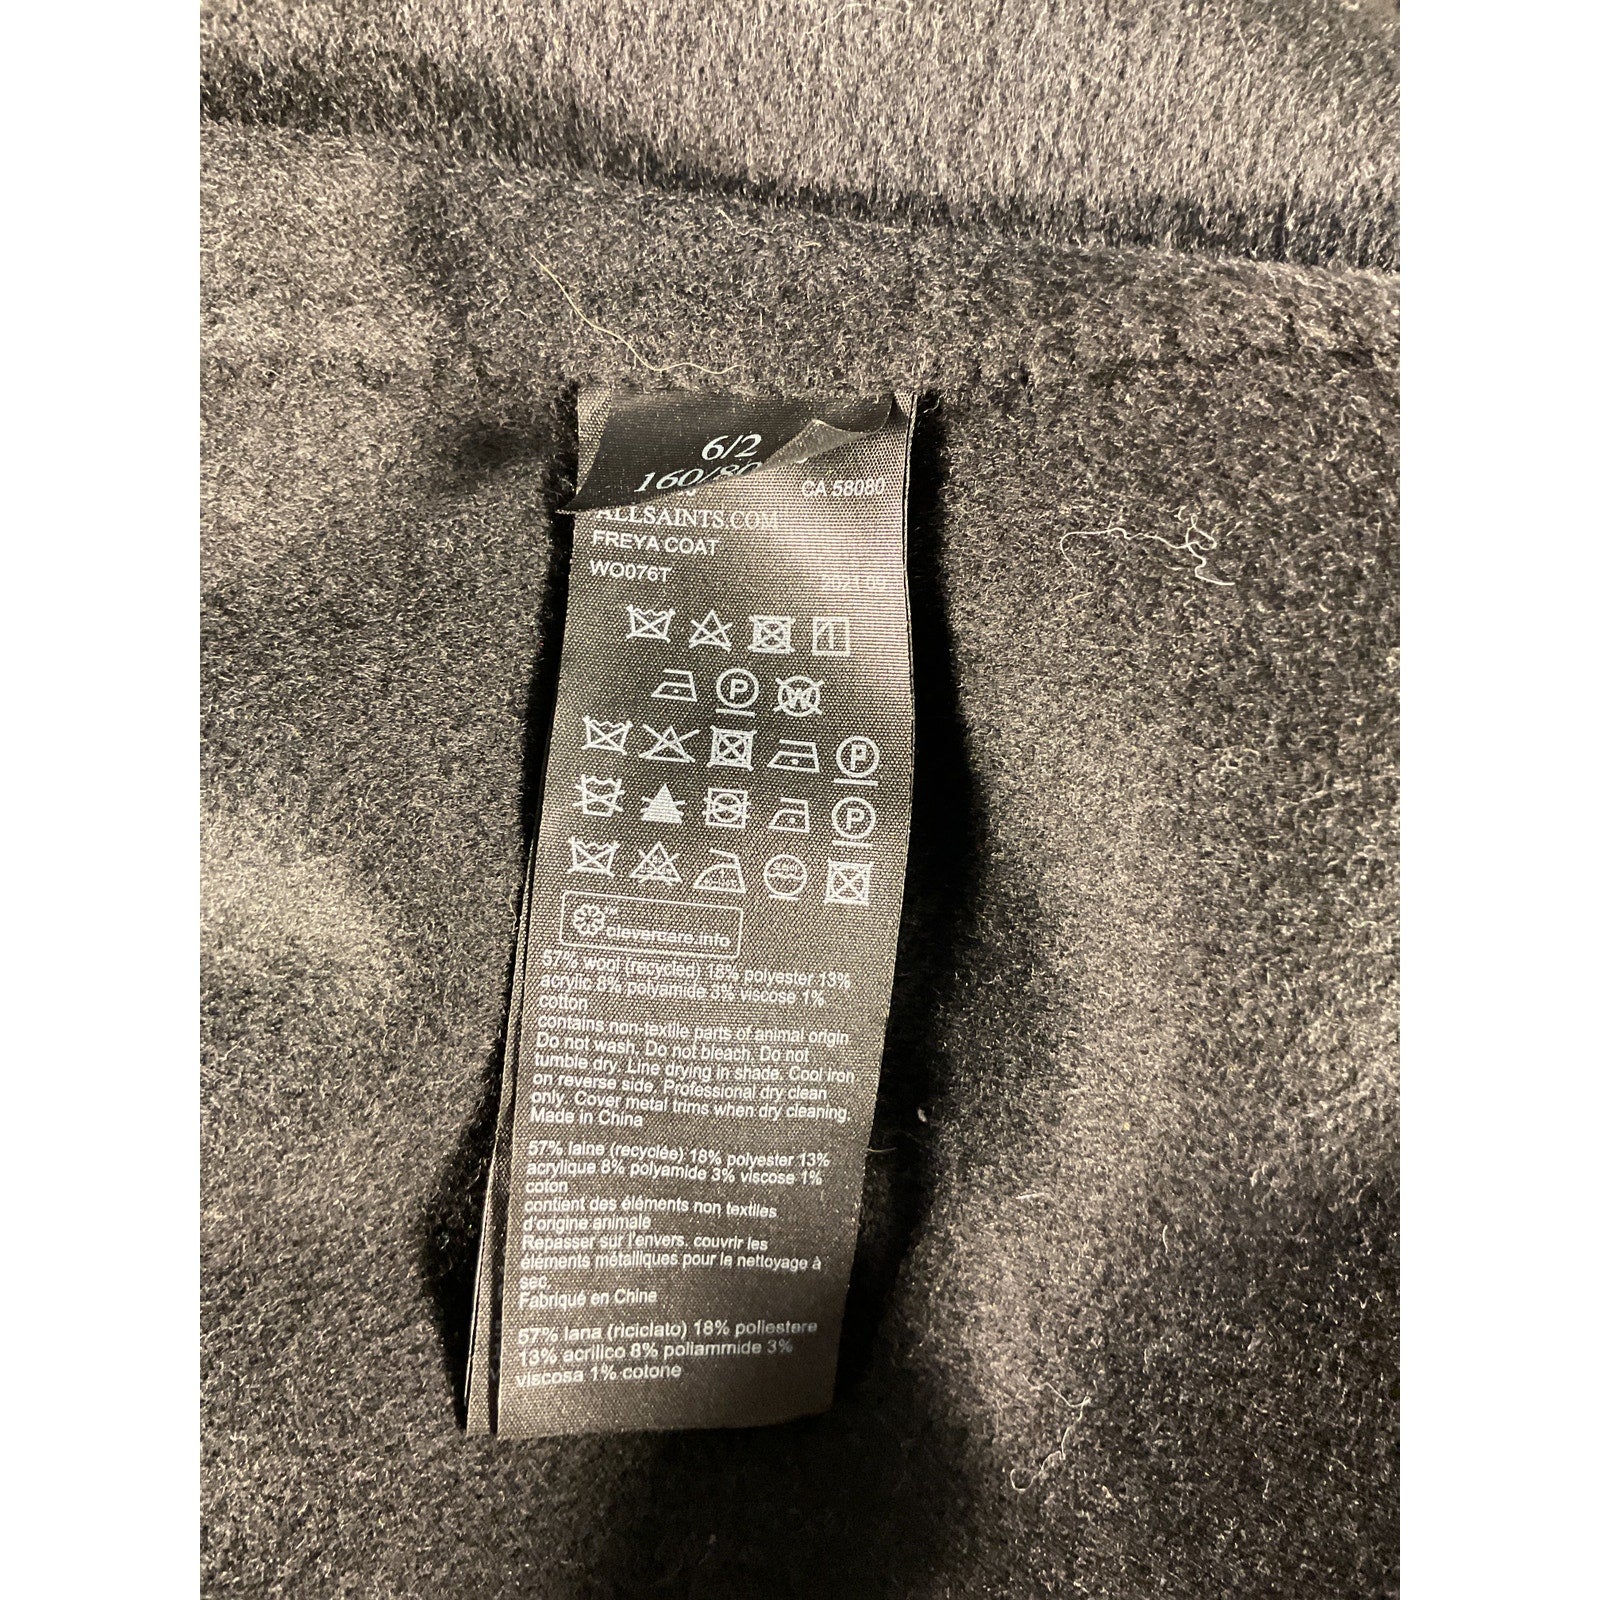 6/2
160/80
CA 58080
ALLSAINTS.COM
FREYA COAT
WO076T
P
W
P
P
clevercare.info
57% wool (recycled) 18% polyester 13%
acrylic 8% polyamide 3% viscose 1%
cotton
contains non-textile parts of animal origin
Do not wash. Do not bleach. Do not
tumble dry. Line drying in shade. Cool iron
on reverse side. Professional dry clean
only. Cover metal trims when dry cleaning.
Made in China
57% laine (recyclée) 18% polyester 13%
acrylique 8% polyamide 3% viscose 1%
coton
contient des éléments non textiles
d'origine animale
Repasser sur l'envers. couvrir les
éléments métalliques pour le nettoyage à
sec.
Fabriqué en Chine
57% lana (riciclato) 18% poliestere
13% acrilico 8% poliammide 3%
viscosa 1% cotone